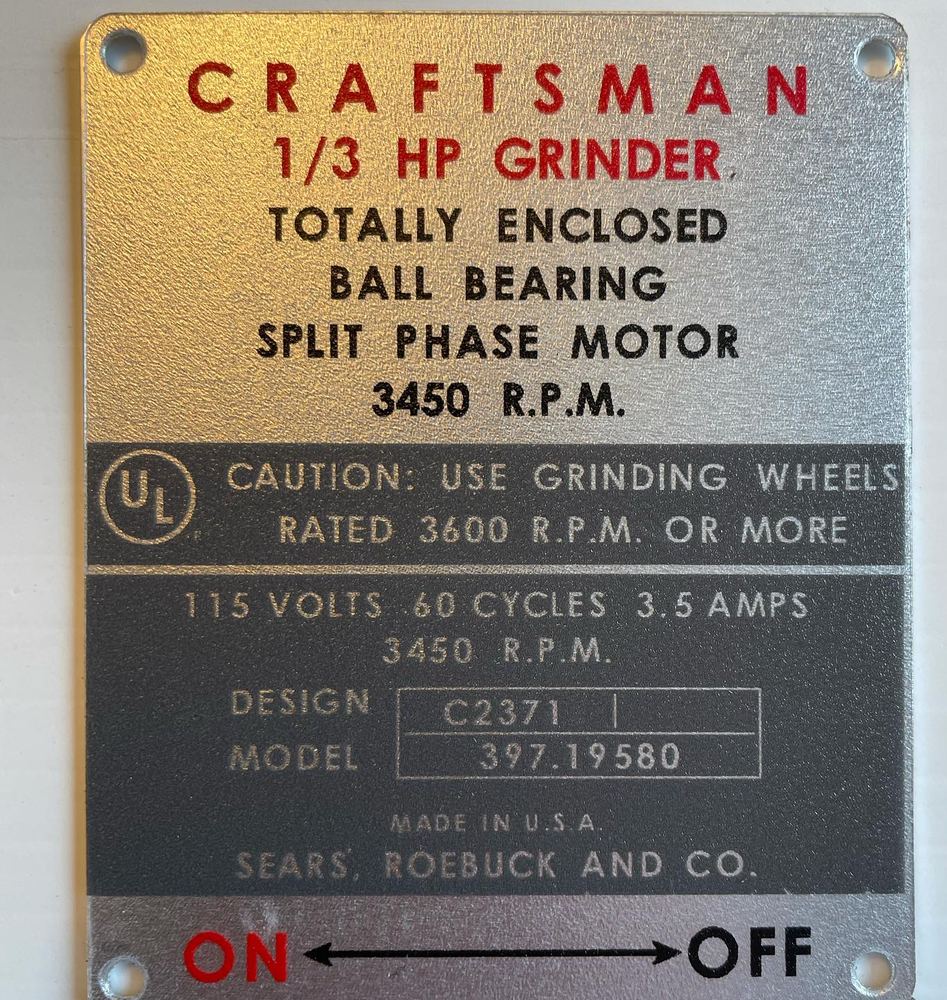 CRAFTSMAN
1/3 HP GRINDER
TOTALLY ENCLOSED
BALL BEARING
SPLIT PHASE MOTOR
3450 R.P.M.
UL
CAUTION: USE GRINDING WHEELS
RATED 3600 R.P.M. OR MORE
115 VOLTS 60 CYCLES 3.5 AMPS
3450 R.P.M.
DESIGN C2371
MODEL 397.19580
MADE IN U.S.A.
SEARS, ROEBUCK AND CO.
ON OFF